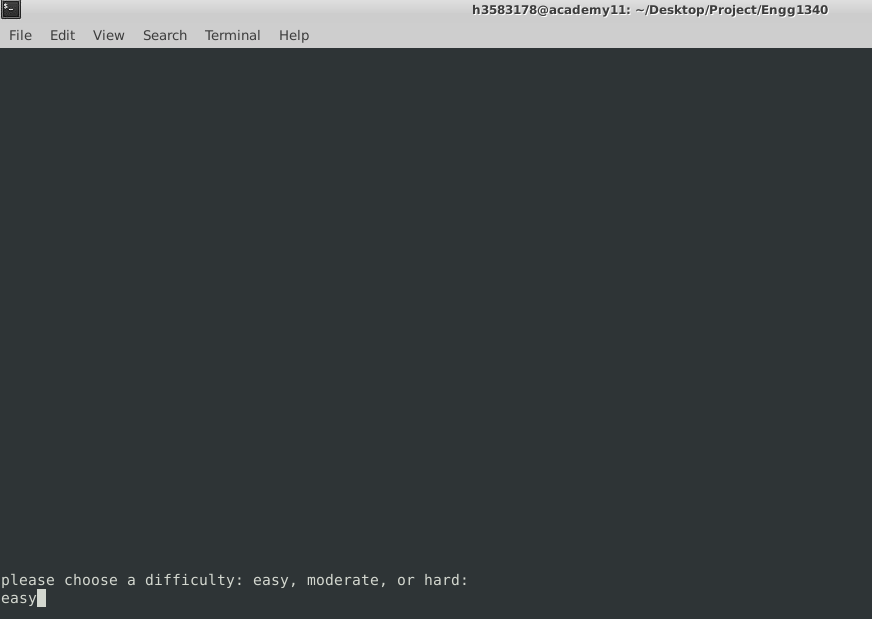 h3583178@academy11: ~/Desktop/Project/Engg1340
File Edit View Search Terminal Help
please choose a difficulty: easy, moderate, or hard:
easy